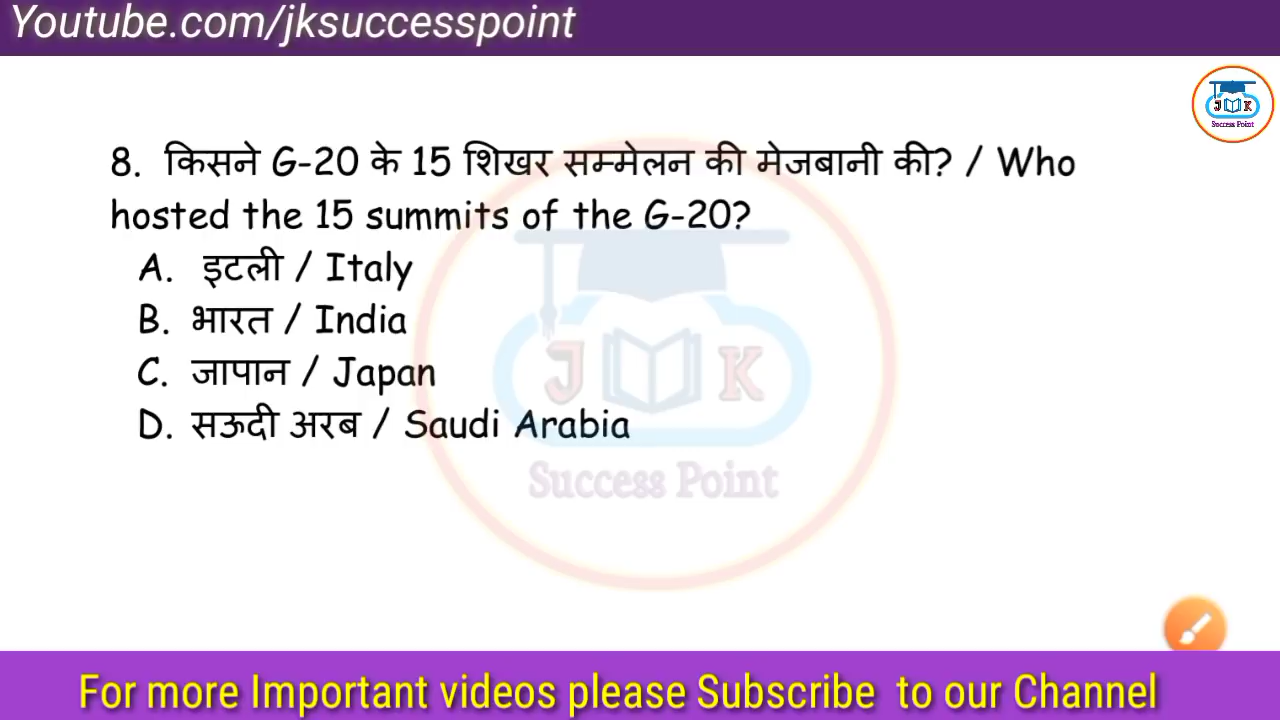 Youtube.com/jksuccesspoint
J K
Success Point
8. किसने G-20 के 15 शिखर सम्मेलन की मेजबानी की? / Who
hosted the 15 summits of the G-20?
A. इटली / Italy
B. भारत / India
C. जापान / Japan
D. सऊदी अरब / Saudi Arabia
J K
Success Point
For more Important videos please Subscribe to our Channel